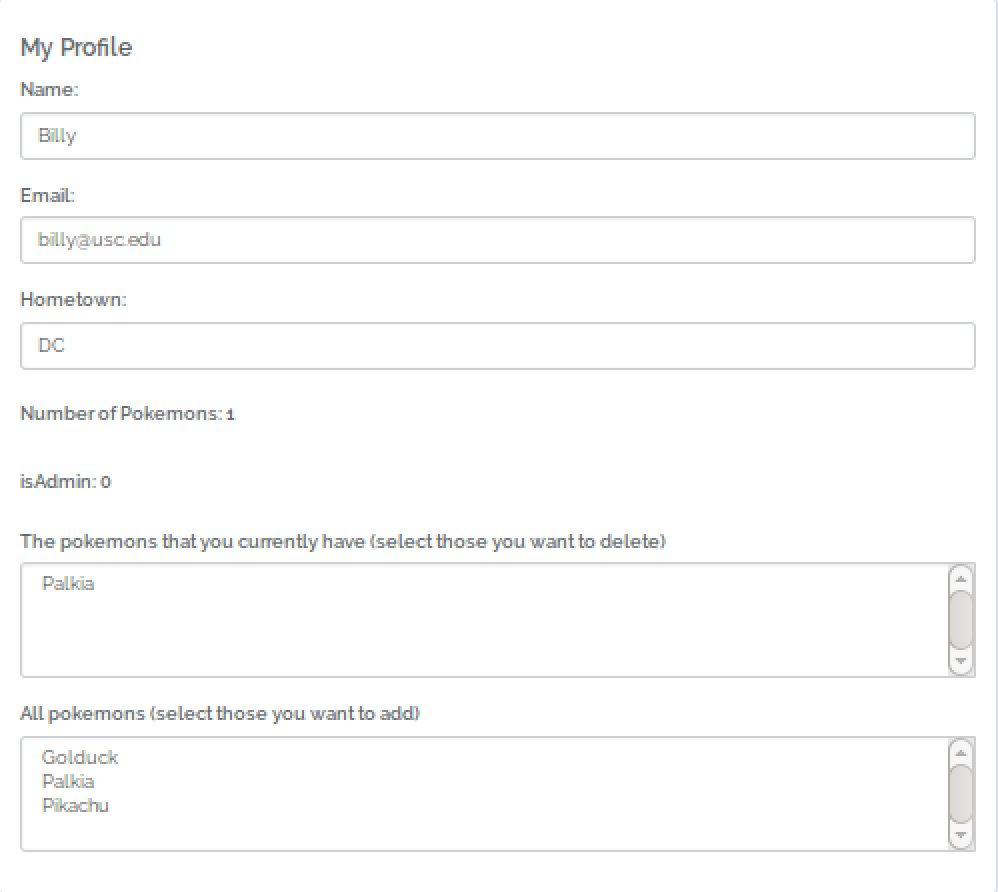 My Profile
Name:
Billy
Email:
billy@usc.edu
Hometown:
DC
Number of Pokemons: 1
isAdmin: 0
The pokemons that you currently have (select those you want to delete)
Palkia
All pokemons (select those you want to add)
Golduck
Palkia
Pikachu